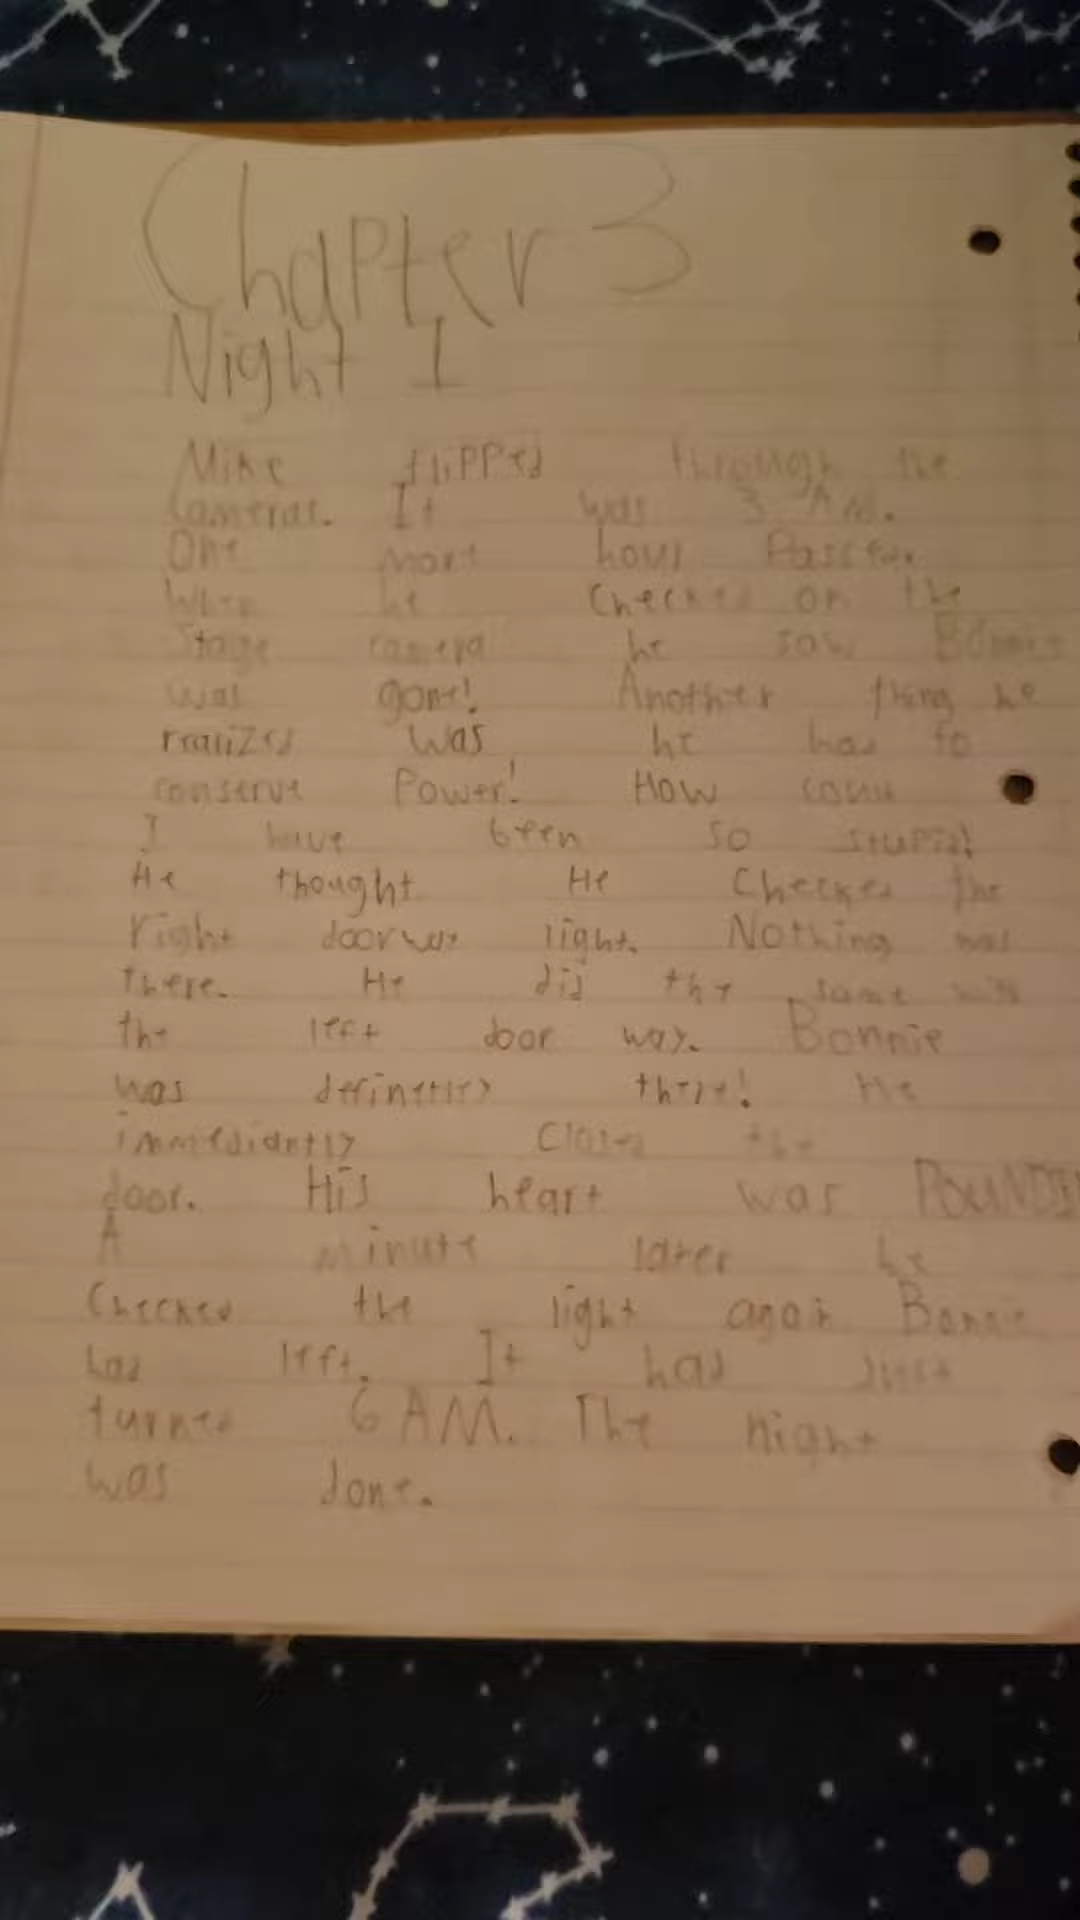 Chapter 3
Night 1
Mike flipped through the
cameras. It was 3 AM.
One more hour Passed.
When he checked on the
stage camera he saw Bonnie
was gone! Another thing he
realized was he had to
conserve Power! How could
I have been so stupid!
He thought He Checked the
right doorway light. Nothing was
there. He did the same with
the left door way. Bonnie
was definetely there! He
immediantly Closed the
door. His heart was POUNDING
A minute later he
Checked the light again Bonnie
had left. It had just
turned 6 AM. The night
was done.